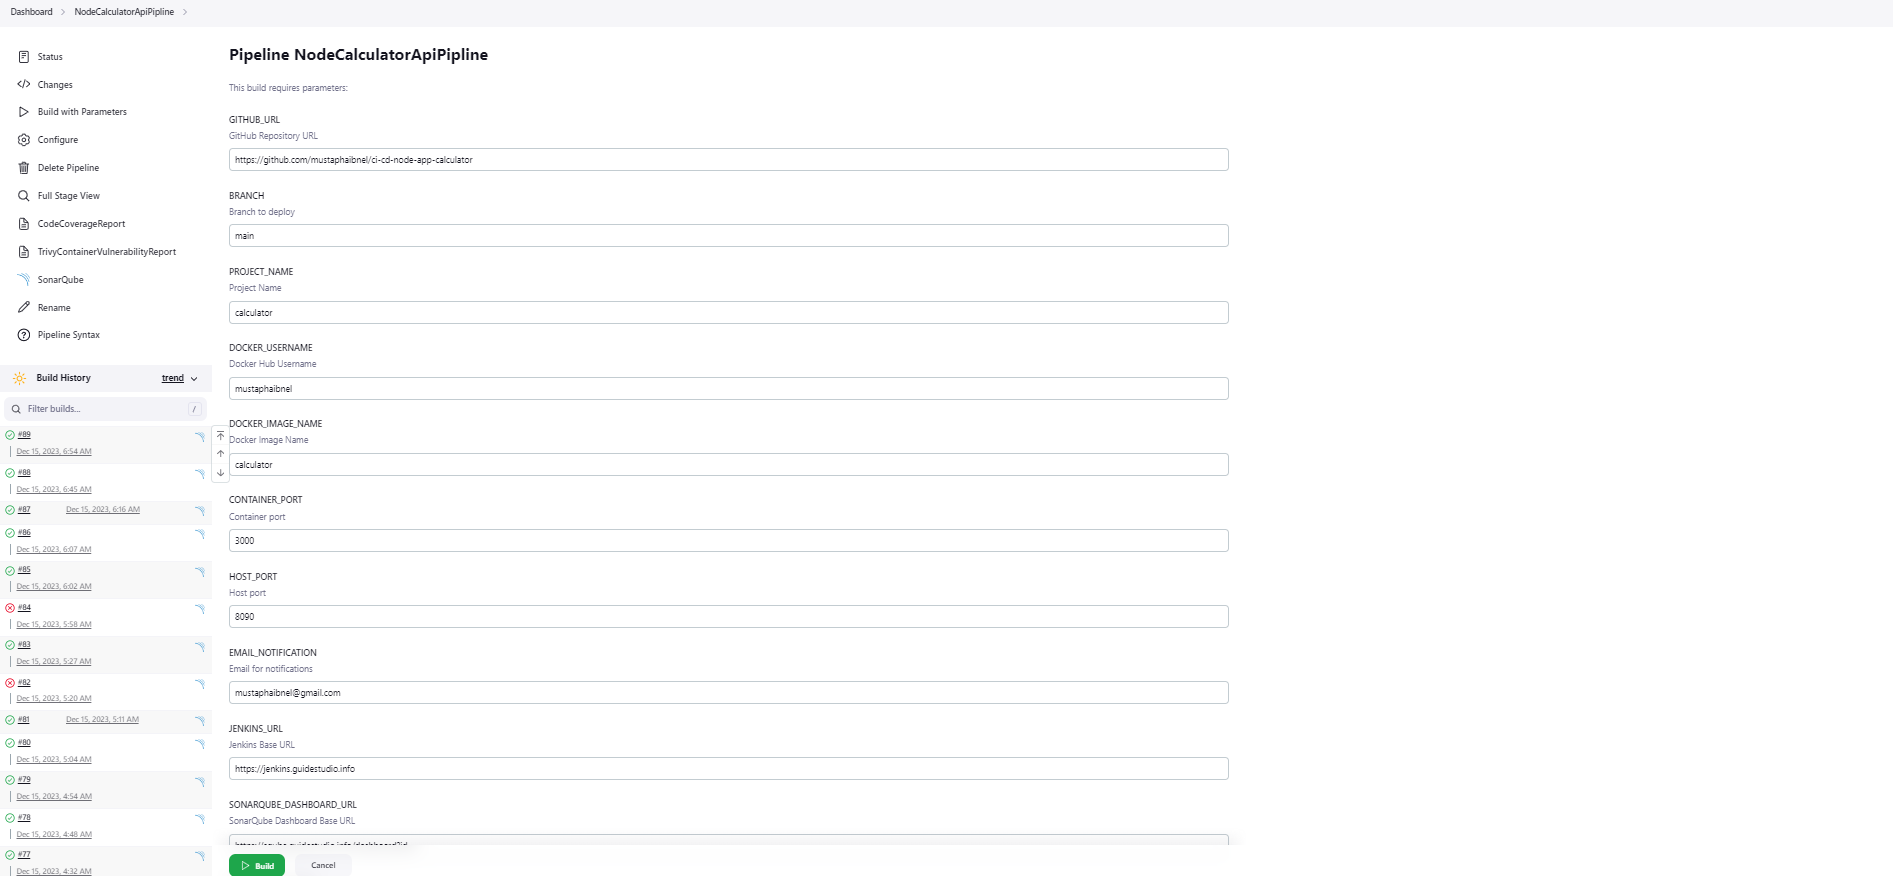 Dashboard > NodeCalculatorApiPipline >
Status
Changes
Build with Parameters
Configure
Delete Pipeline
Full Stage View
CodeCoverageReport
TrivyContainerVulnerabilityReport
SonarQube
Rename
Pipeline Syntax
Build History trend
Filter builds... /
#89
Dec 15, 2023, 6:54 AM
#88
Dec 15, 2023, 6:45 AM
#87 Dec 15, 2023, 6:16 AM
#86
Dec 15, 2023, 6:07 AM
#85
Dec 15, 2023, 6:02 AM
#84
Dec 15, 2023, 5:58 AM
#83
Dec 15, 2023, 5:27 AM
#82
Dec 15, 2023, 5:20 AM
#81 Dec 15, 2023, 5:11 AM
#80
Dec 15, 2023, 5:04 AM
#79
Dec 15, 2023, 4:54 AM
#78
Dec 15, 2023, 4:48 AM
#77
Dec 15, 2023, 4:32 AM
Pipeline NodeCalculatorApiPipline
This build requires parameters:
GITHUB_URL
GitHub Repository URL
https://github.com/mustaphaibnel/ci-cd-node-app-calculator
BRANCH
Branch to deploy
main
PROJECT_NAME
Project Name
calculator
DOCKER_USERNAME
Docker Hub Username
mustaphaibnel
DOCKER_IMAGE_NAME
Docker Image Name
calculator
CONTAINER_PORT
Container port
3000
HOST_PORT
Host port
8090
EMAIL_NOTIFICATION
Email for notifications
mustaphaibnel@gmail.com
JENKINS_URL
Jenkins Base URL
https://jenkins.guidestudio.info
SONARQUBE_DASHBOARD_URL
SonarQube Dashboard Base URL
Build Cancel